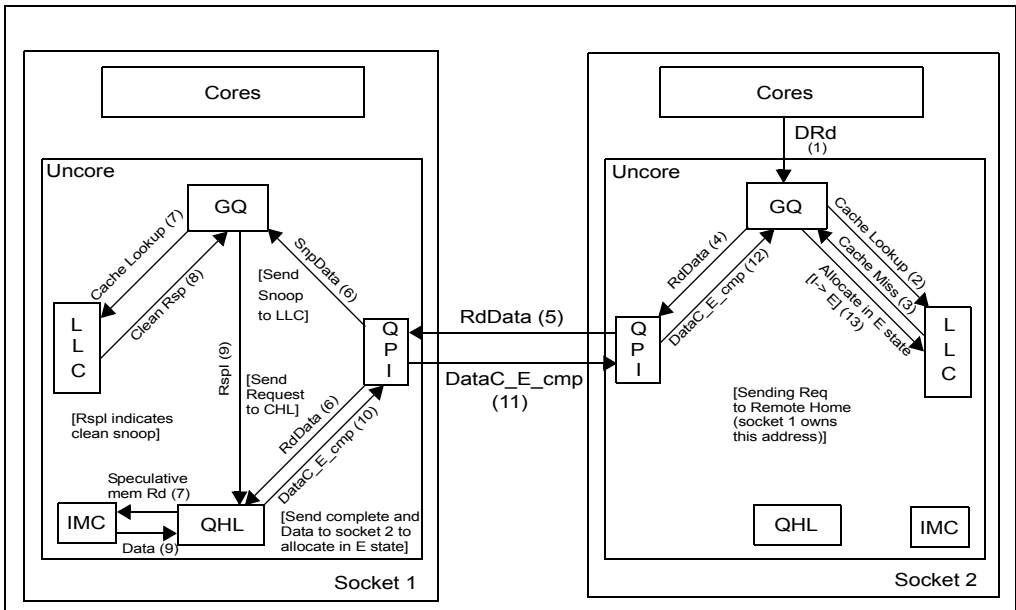 Cores
Uncore
GQ
Cache Lookup (7)
Clean Rsp (8)
SnpData (6)
[Send
Snoop
to LLC]
L
L
C
Q
P
I
RspI (9)
[Send
Request
to CHL]
[RspI indicates
clean snoop]
RdData (6)
DataC_E_cmp (10)
Speculative
mem Rd (7)
IMC
QHL
Data (9)
[Send complete and
Data to socket 2 to
allocate in E state]
Socket 1
RdData (5)
DataC_E_cmp
(11)
Cores
DRd
(1)
Uncore
GQ
RdData (4)
DataC_E_cmp (12)
Cache Lookup (2)
Cache Miss (3)
Allocate in E state
[I-> E] (13)
Q
P
I
L
L
C
[Sending Req
to Remote Home
(socket 1 owns
this address)]
QHL
IMC
Socket 2